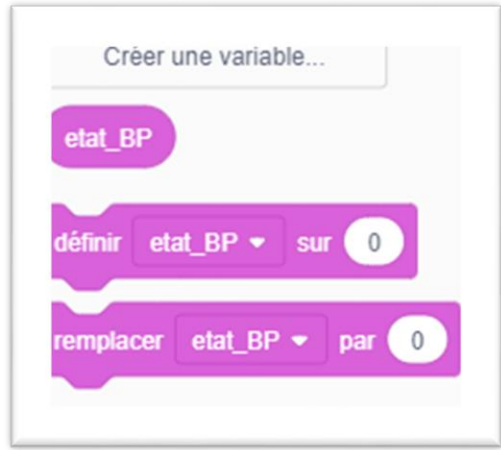 Créer une variable...
etat_BP
définir etat_BP sur 0
remplacer etat_BP par 0